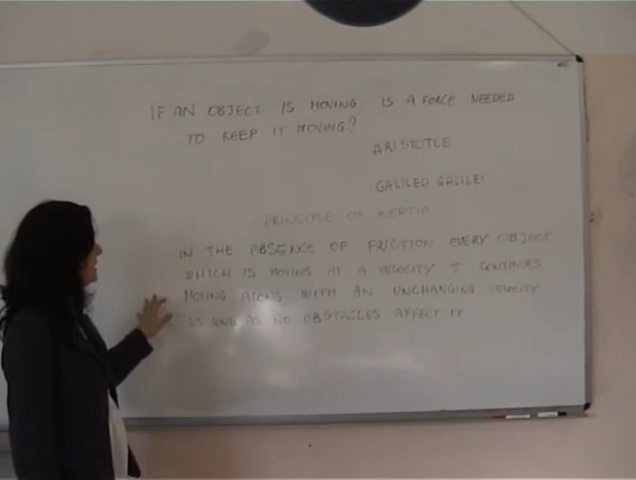 IF AN OBJECT IS MOVING IS A FORCE NEEDED
TO KEEP IT MOVING?
ARISTOTLE
GALILEO GALILEI
PRINCIPLE OF INERTIA
IN THE ABSENCE OF FRICTION EVERY OBJECT
WHICH IS MOVING AT A VELOCITY CONTINUES
MOVING ALONG WITH AN UNCHANGING VELOCITY
AS LONG AS NO OBSTACLES AFFECT IT